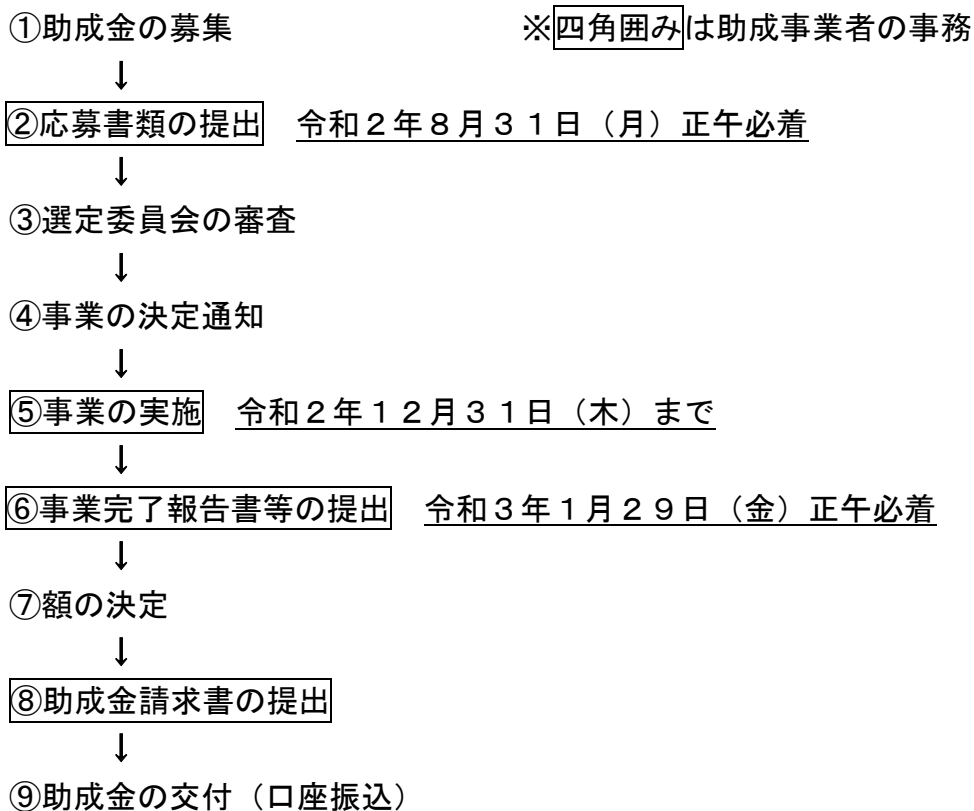 ①助成金の募集　　※四角囲みは助成事業者の事務
↓
②応募書類の提出　令和２年８月３１日（月）正午必着
↓
③選定委員会の審査
↓
④事業の決定通知
↓
⑤事業の実施　令和２年１２月３１日（木）まで
↓
⑥事業完了報告書等の提出　令和３年１月２９日（金）正午必着
↓
⑦額の決定
↓
⑧助成金請求書の提出
↓
⑨助成金の交付（口座振込）